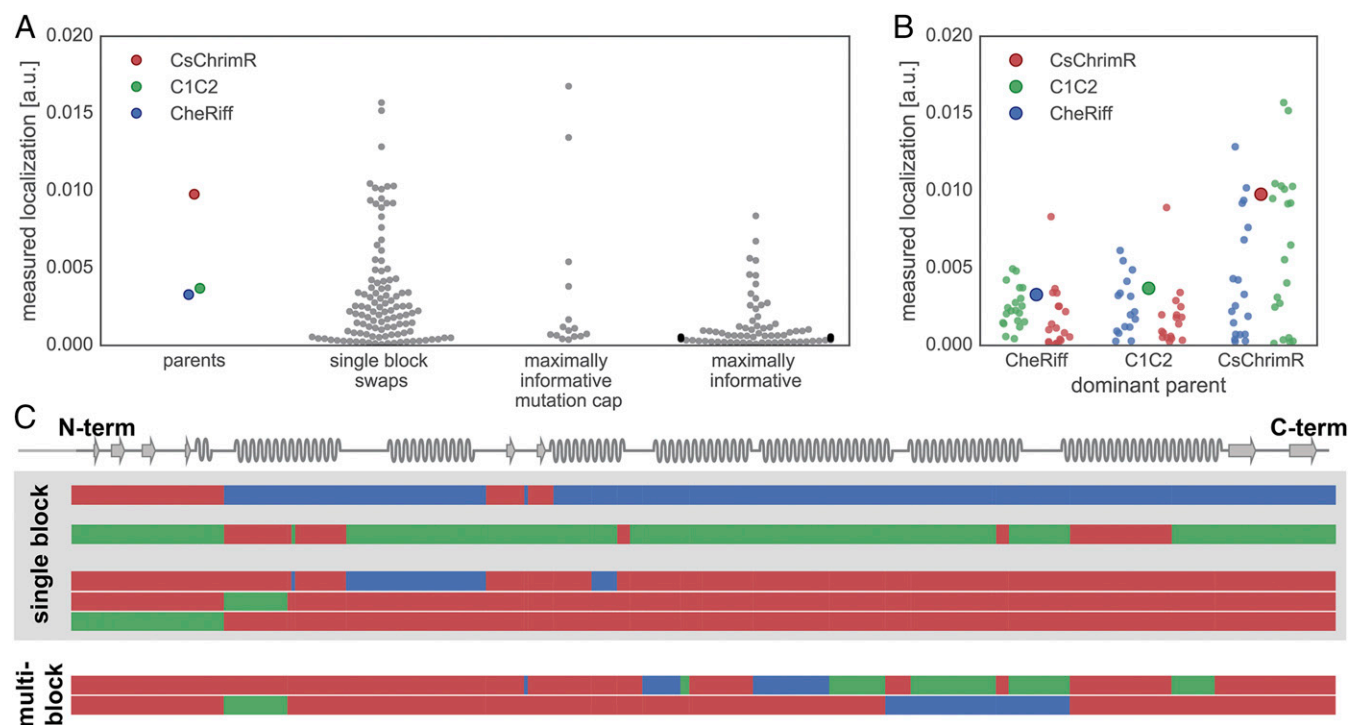 A
measured localization [a.u.]
0.020
0.015
0.010
0.005
0.000
CsChrimR
C1C2
CheRiff
parents
single block
swaps
maximally
informative
mutation cap
maximally
informative
B
measured localization [a.u.]
0.020
0.015
0.010
0.005
0.000
CsChrimR
C1C2
CheRiff
CheRiff
C1C2
CsChrimR
dominant parent
C
N-term
C-term
single block
multi-
block